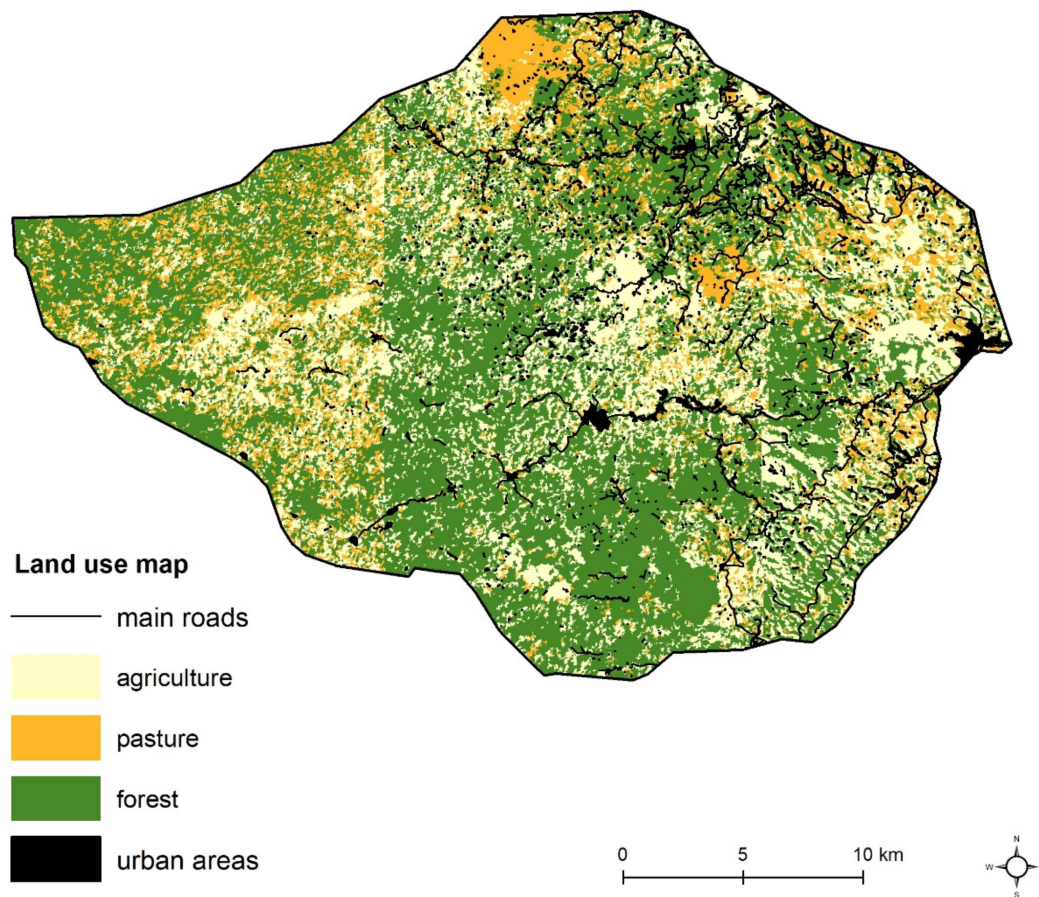 Land use map
main roads
agriculture
pasture
forest
urban areas
0 5 10 km
N
W
S